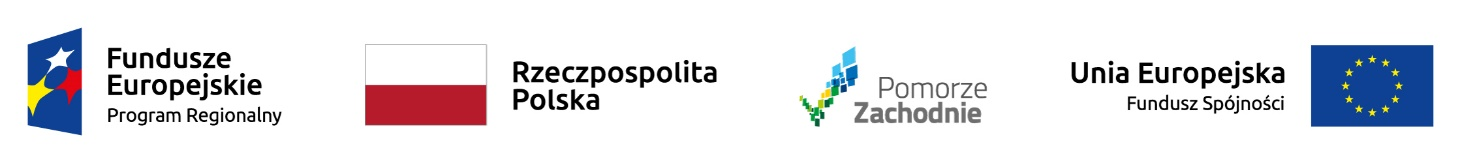 Fundusze
Europejskie
Program Regionalny
Rzeczpospolita
Polska
Pomorze
Zachodnie
Unia Europejska
Fundusz Spójności